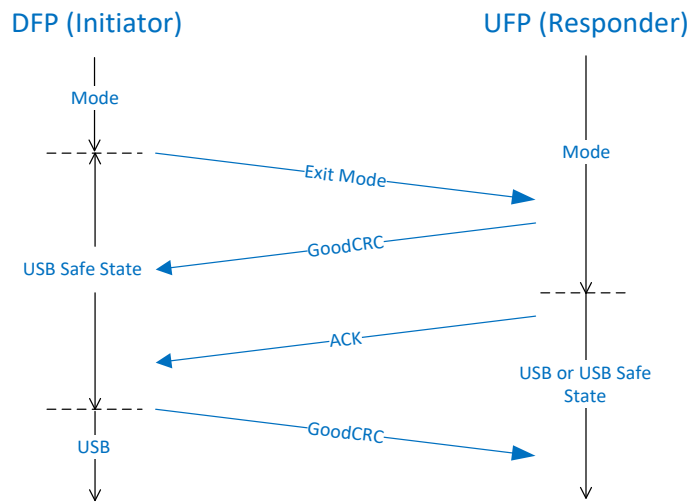 DFP (Initiator)
UFP (Responder)
Mode
Mode
Exit Mode
GoodCRC
USB Safe State
ACK
USB or USB Safe
State
GoodCRC
USB